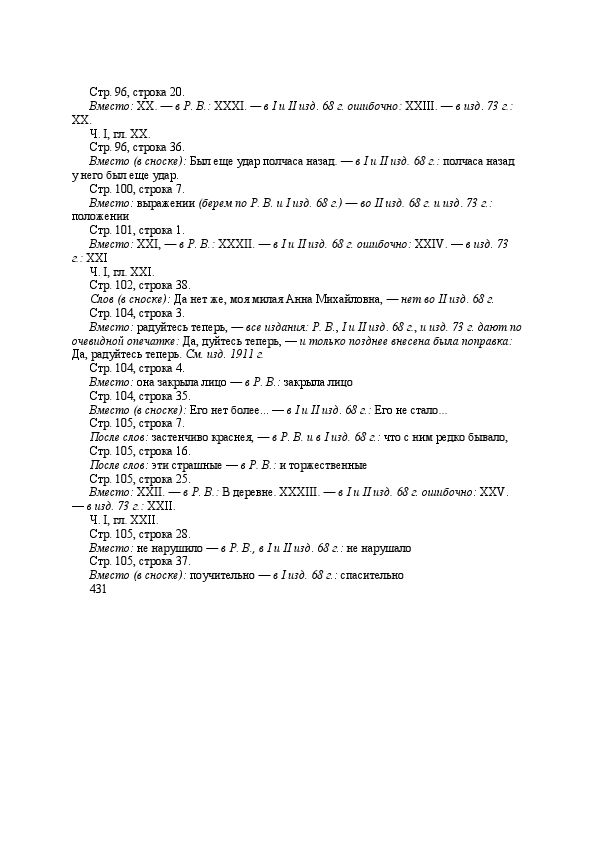 Стр. 96, строка 20.
Вместо: XX. — в Р. В.: XXXI. — в I и II изд. 68 г. ошибочно: XXIII. — в изд. 73 г.:
XX.
Ч. I, гл. XX.
Стр. 96, строка 36.
Вместо (в сноске): Был еще удар полчаса назад. — в I и II изд. 68 г.: полчаса назад
у него был еще удар.
Стр. 100, строка 7.
Вместо: выражении (берем по Р. В. и I изд. 68 г.) — во II изд. 68 г. и изд. 73 г.:
положении
Стр. 101, строка 1.
Вместо: XXI, — в Р. В.: XXXII. — в I и II изд. 68 г. ошибочно: XXIV. — в изд. 73
г.: XXI
Ч. I, гл. XXI.
Стр. 102, строка 38.
Слов (в сноске): Да нет же, моя милая Анна Михайловна, — нет во II изд. 68 г.
Стр. 104, строка 3.
Вместо: радуйтесь теперь, — все издания: Р. В., I и II изд. 68 г., и изд. 73 г. дают по
очевидной опечатке: Да, дуйтесь теперь, — и только позднее внесена была поправка:
Да, радуйтесь теперь. См. изд. 1911 г.
Стр. 104, строка 4.
Вместо: она закрыла лицо — в Р. В.: закрыла лицо
Стр. 104, строка 35.
Вместо (в сноске): Его нет более... — в I и II изд. 68 г.: Его не стало...
Стр. 105, строка 7.
После слов: застенчиво краснея, — в Р. В. и в I изд. 68 г.: что с ним редко бывало,
Стр. 105, строка 16.
После слов: эти страшные — в Р. В.: и торжественные
Стр. 105, строка 25.
Вместо: XXII. — в Р. В.: В деревне. XXXIII. — в I и II изд. 68 г. ошибочно: XXV.
— в изд. 73 г.: XXII.
Ч. I, гл. XXII.
Стр. 105, строка 28.
Вместо: не нарушило — в Р. В., в I и II изд. 68 г.: не нарушало
Стр. 105, строка 37.
Вместо (в сноске): поучительно — в I изд. 68 г.: спасительно
431